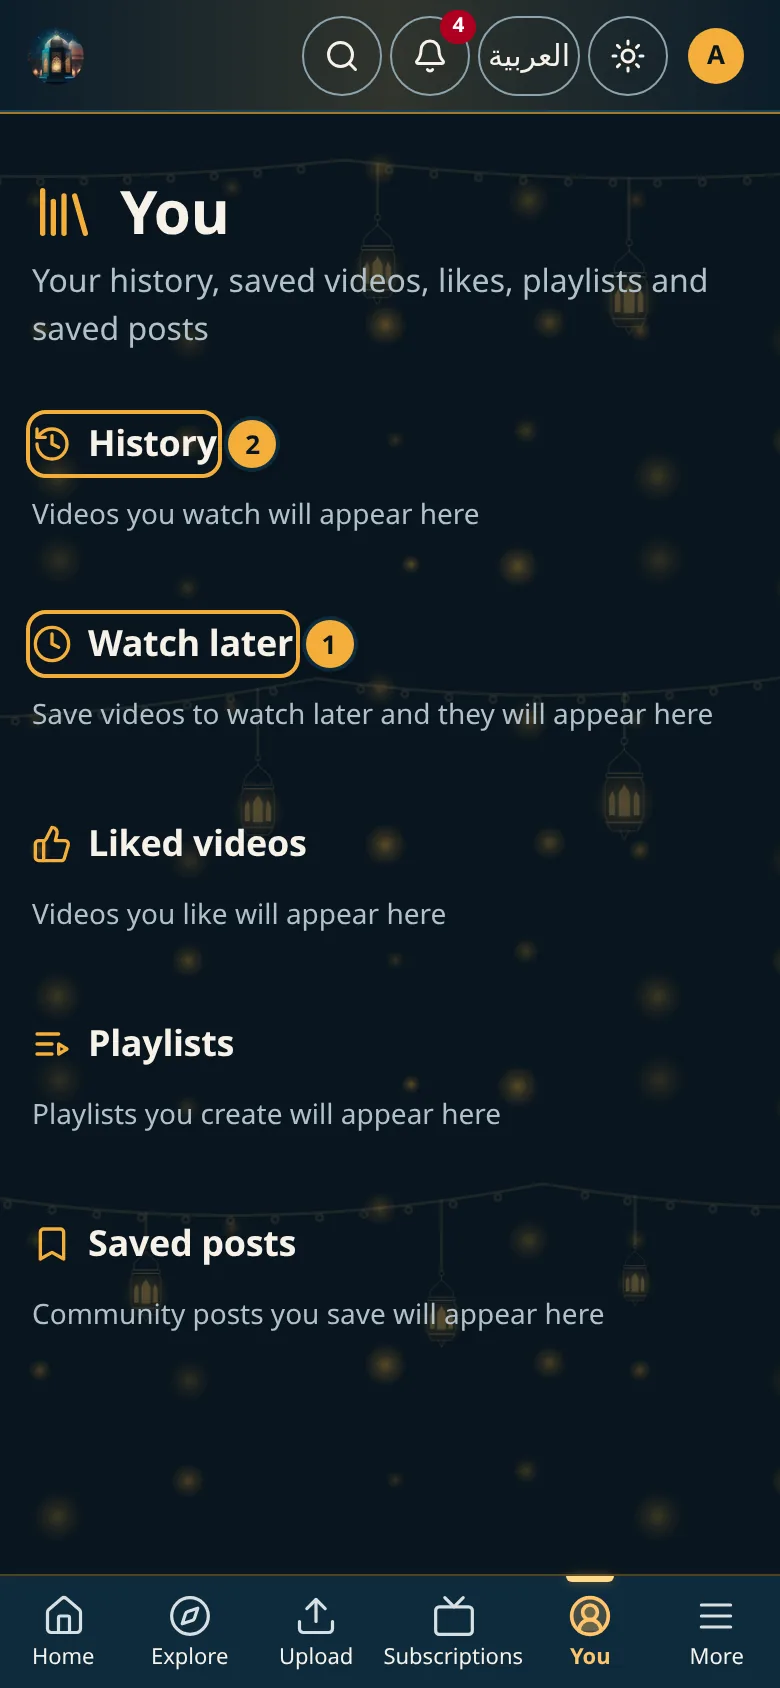 4
العربية
A
You
Your history, saved videos, likes, playlists and
saved posts
History 2
Videos you watch will appear here
Watch later 1
Save videos to watch later and they will appear here
Liked videos
Videos you like will appear here
Playlists
Playlists you create will appear here
Saved posts
Community posts you save will appear here
Home Explore Upload Subscriptions You More